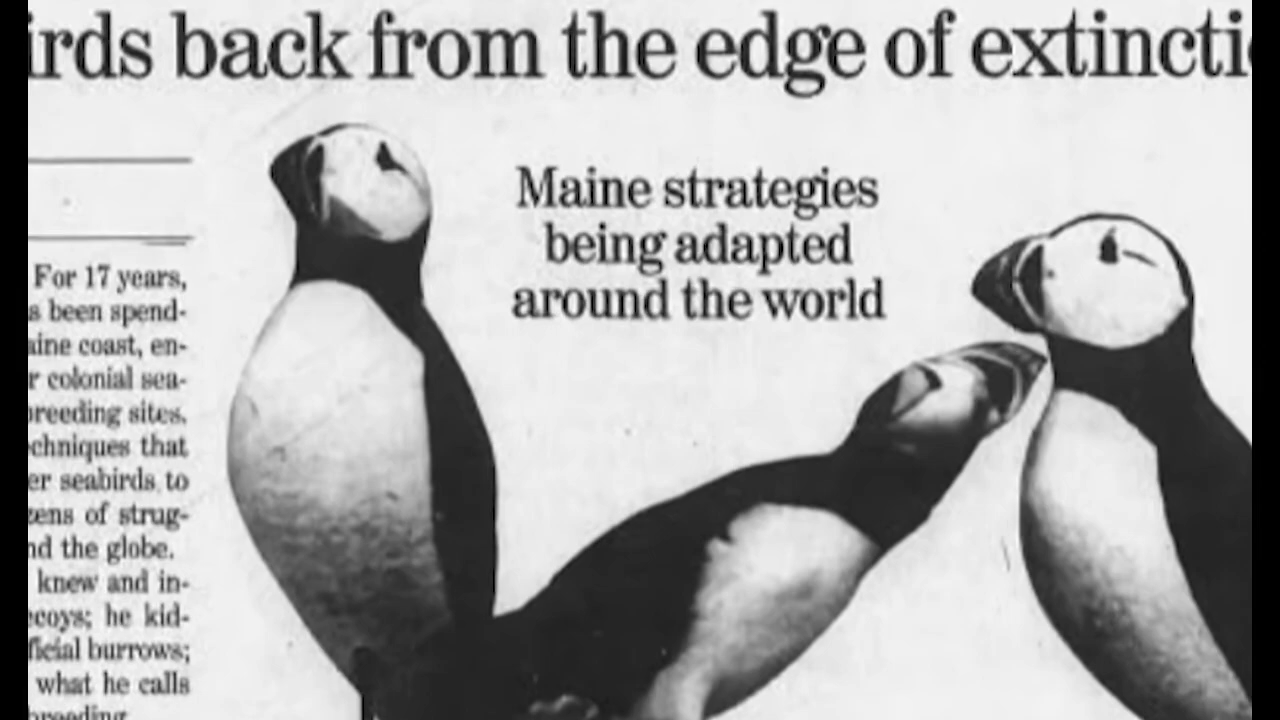 irds back from the edge of extincti
Maine strategies
being adapted
around the world
For 17 years,
s been spend-
aine coast, en-
r colonial sea-
breeding sites.
echniques that
er seabirds to
zens of strug-
nd the globe.
knew and in-
ecoys; he kid-
ficial burrows;
what he calls
breeding